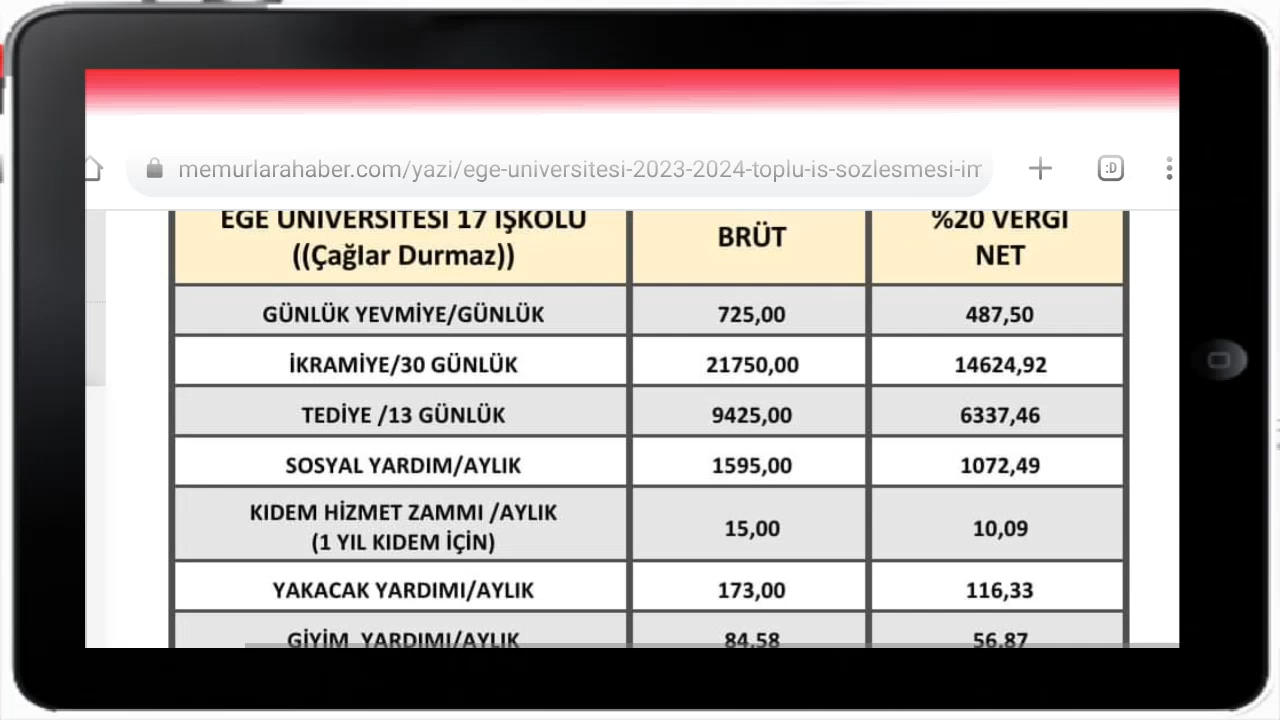 memurlarahaber.com/yazi/ege-universitesi-2023-2024-toplu-is-sozlesmesi-im
:D
EGE ÜNİVERSİTESİ 17 İŞKOLU
((Çağlar Durmaz))
BRÜT
%20 VERGİ
NET
GÜNLÜK YEVMİYE/GÜNLÜK 725,00 487,50
İKRAMİYE/30 GÜNLÜK 21750,00 14624,92
TEDİYE /13 GÜNLÜK 9425,00 6337,46
SOSYAL YARDIM/AYLIK 1595,00 1072,49
KIDEM HİZMET ZAMMI /AYLIK
(1 YIL KIDEM İÇİN) 15,00 10,09
YAKACAK YARDIMI/AYLIK 173,00 116,33
GİYİM YARDIMI/AYLIK 84,58 56,87